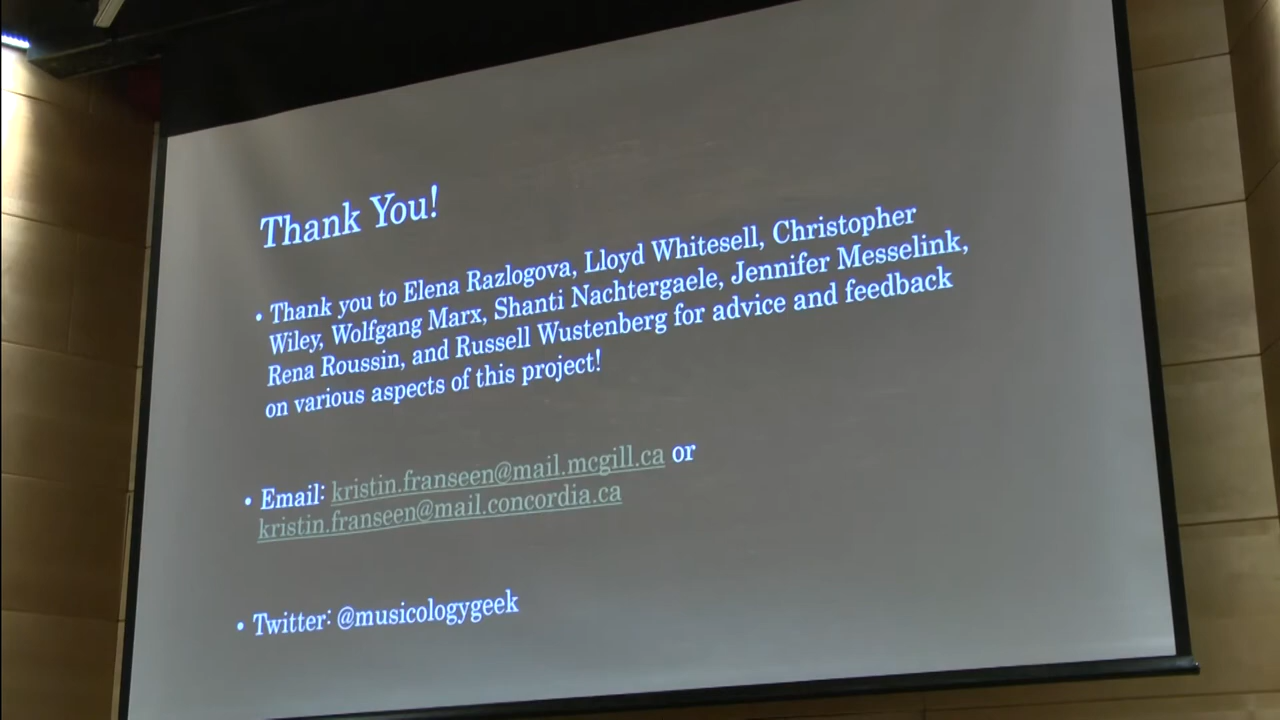 Thank You!
• Thank you to Elena Razlogova, Lloyd Whitesell, Christopher
Wiley, Wolfgang Marx, Shanti Nachtergaele, Jennifer Messelink,
Rena Roussin, and Russell Wustenberg for advice and feedback
on various aspects of this project!
• Email: kristin.franseen@mail.mcgill.ca or
kristin.franseen@mail.concordia.ca
• Twitter: @musicologygeek